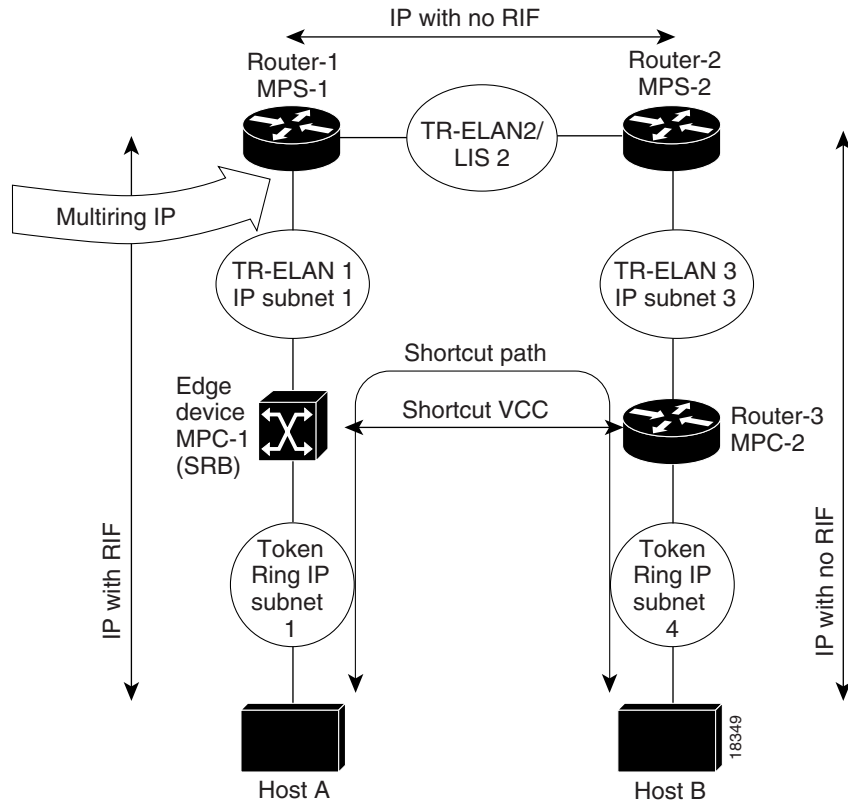 IP with no RIF
Router-1
MPS-1
Router-2
MPS-2
TR-ELAN2/
LIS 2
Multiring IP
TR-ELAN 1
IP subnet 1
TR-ELAN 3
IP subnet 3
Shortcut path
Edge
device
MPC-1
(SRB)
Shortcut VCC
Router-3
MPC-2
IP with RIF
Token
Ring IP
subnet
1
Token
Ring IP
subnet
4
IP with no RIF
Host A
Host B
18349